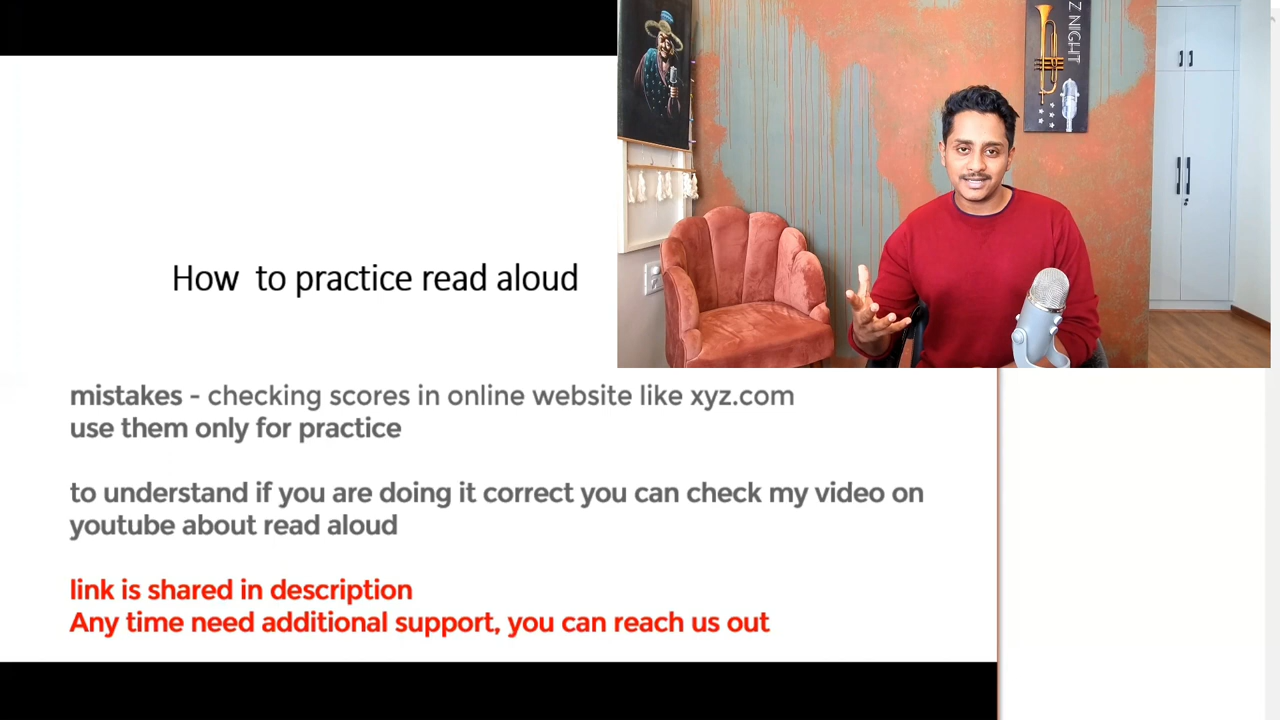 Z NIGHT
How to practice read aloud
mistakes - checking scores in online website like xyz.com
use them only for practice
to understand if you are doing it correct you can check my video on
youtube about read aloud
link is shared in description
Any time need additional support, you can reach us out